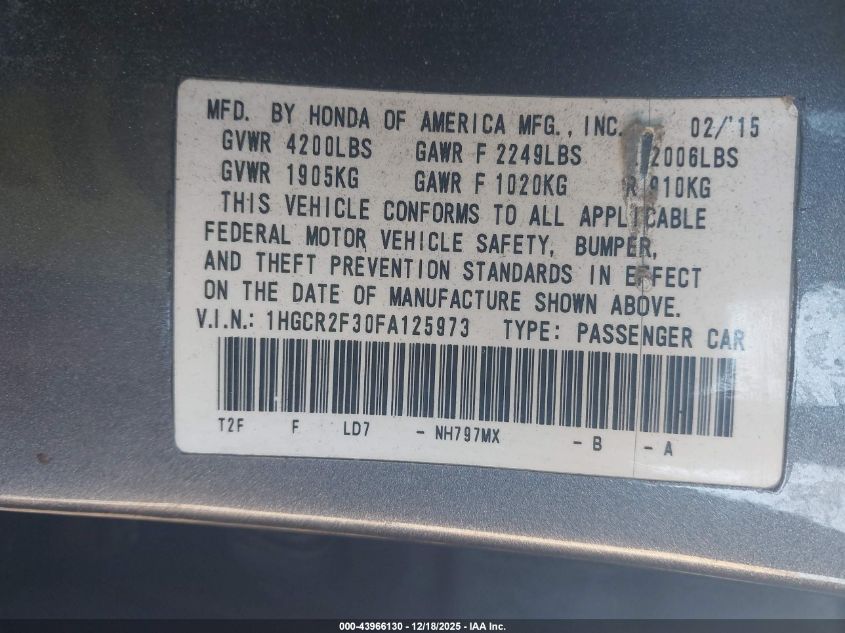 MFD. BY HONDA OF AMERICA MFG., INC. 02/'15
GVWR 4200LBS GAWR F 2249LBS 2006LBS
GVWR 1905KG GAWR F 1020KG R 910KG
THIS VEHICLE CONFORMS TO ALL APPLICABLE
FEDERAL MOTOR VEHICLE SAFETY, BUMPER,
AND THEFT PREVENTION STANDARDS IN EFFECT
ON THE DATE OF MANUFACTURE SHOWN ABOVE.
V.I.N.: 1HGCR2F30FA125973 TYPE: PASSENGER CAR
T2F F LD7 - NH797MX - B - A
000-43966130 - 12/18/2025 - IAA Inc.